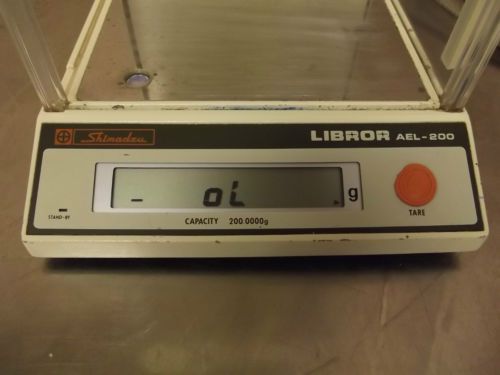 Shimadzu LIBROR AEL-200
- oL g
STAND-BY CAPACITY 200.0000g TARE